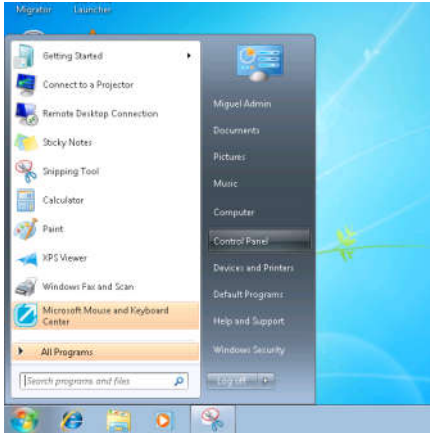 Migrator Launcher
Getting Started
Connect to a Projector
Remote Desktop Connection
Sticky Notes
Snipping Tool
Calculator
Paint
XPS Viewer
Windows Fax and Scan
Microsoft Mouse and Keyboard
Center
All Programs
Search programs and files
Miguel Admin
Documents
Pictures
Music
Computer
Control Panel
Devices and Printers
Default Programs
Help and Support
Windows Security
Log off